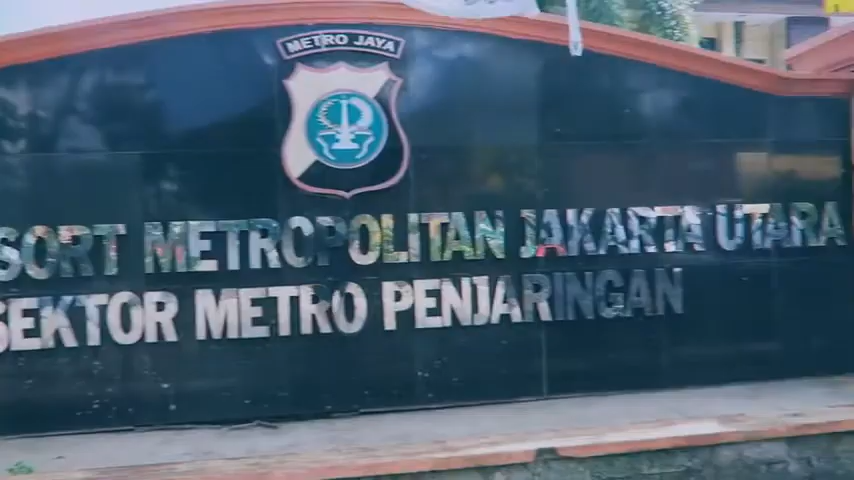 METRO JAYA
SORT METROPOLITAN JAKARTA UTARA
SEKTOR METRO PENJARINGAN